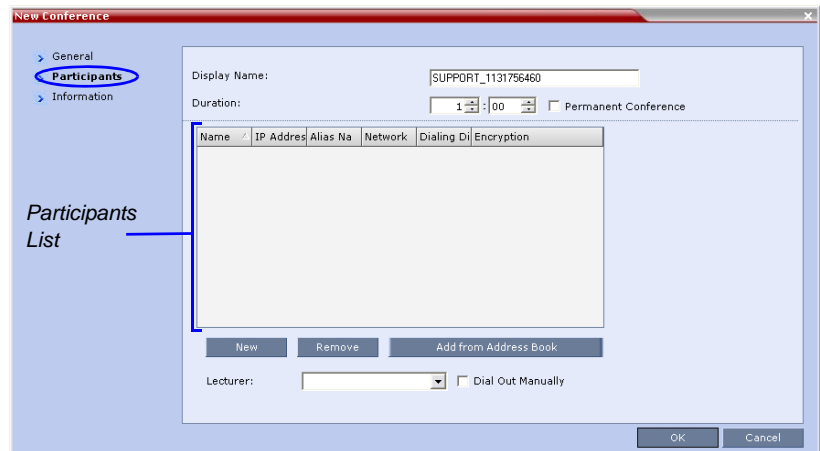 New Conference
General
Participants
Information
Display Name: SUPPORT_1131756460
Duration: 1 : 00 Permanent Conference
Name IP Addres Alias Na Network Dialing Di Encryption
Participants
List
New Remove Add from Address Book
Lecturer: Dial Out Manually
OK Cancel